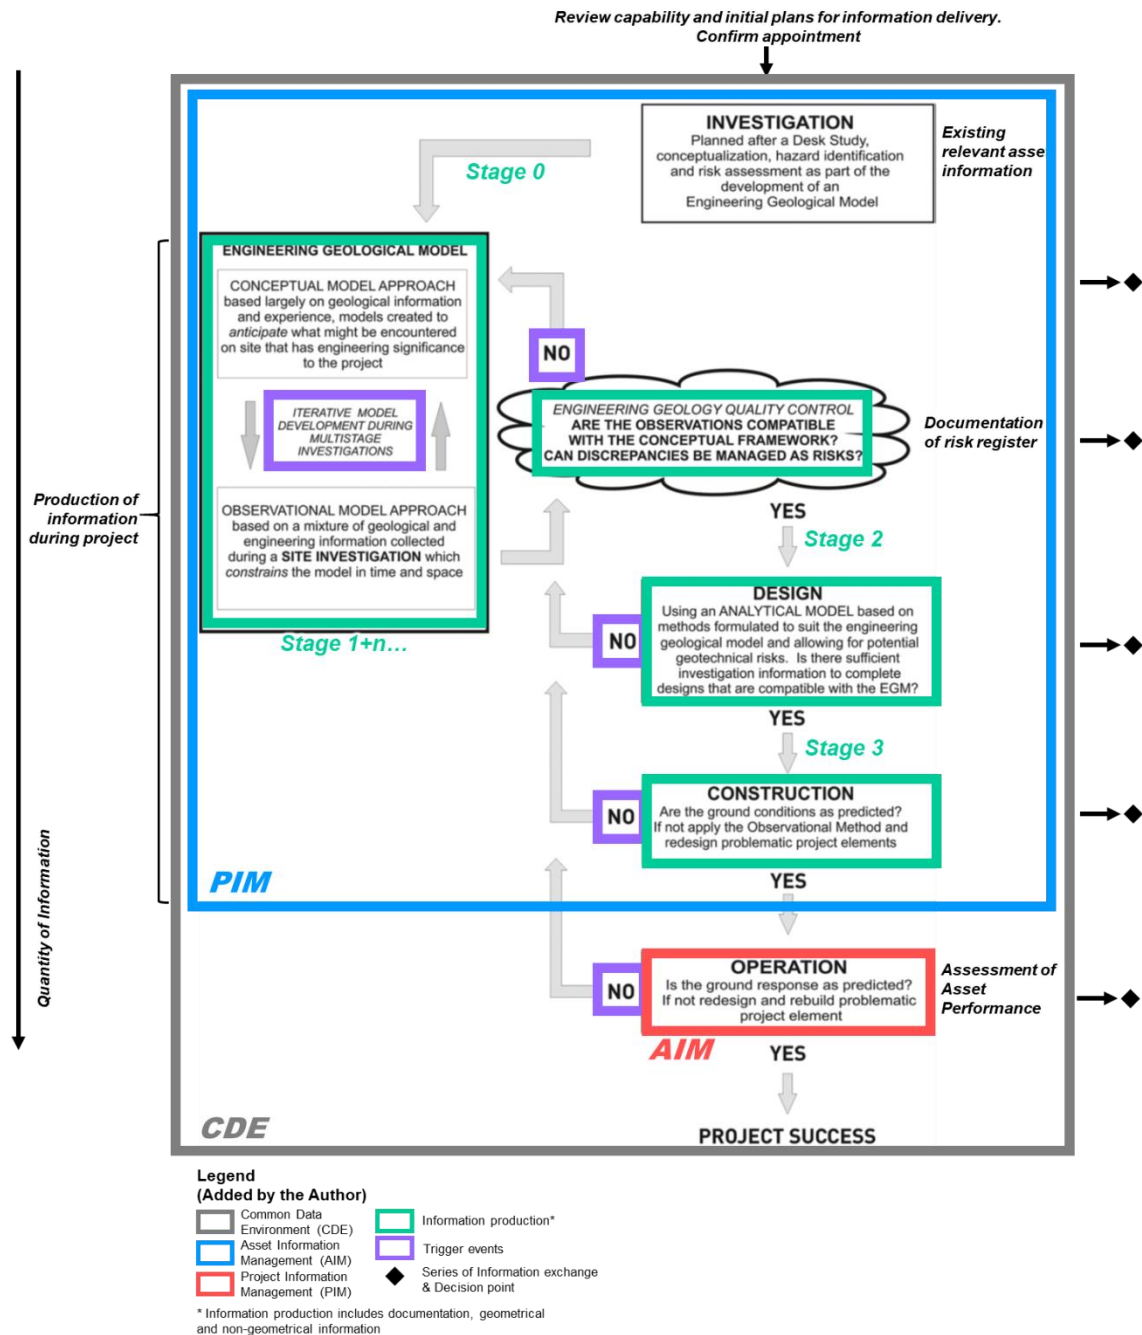 Review capability and initial plans for information delivery.
Confirm appointment
INVESTIGATION
Planned after a Desk Study,
conceptualization, hazard identification
and risk assessment as part of the
development of an
Engineering Geological Model
Existing
relevant asset
information
Stage 0
ENGINEERING GEOLOGICAL MODEL
CONCEPTUAL MODEL APPROACH
based largely on geological information
and experience, models created to
anticipate what might be encountered
on site that has engineering significance
to the project
ITERATIVE MODEL
DEVELOPMENT DURING
MULTISTAGE
INVESTIGATIONS
OBSERVATIONAL MODEL APPROACH
based on a mixture of geological and
engineering information collected
during a SITE INVESTIGATION which
constrains the model in time and space
Stage 1+n...
Production of
information
during project
Quantity of Information
NO
ENGINEERING GEOLOGY QUALITY CONTROL
ARE THE OBSERVATIONS COMPATIBLE
WITH THE CONCEPTUAL FRAMEWORK?
CAN DISCREPANCIES BE MANAGED AS RISKS?
Documentation
of risk register
YES
Stage 2
NO
DESIGN
Using an ANALYTICAL MODEL based on
methods formulated to suit the engineering
geological model and allowing for potential
geotechnical risks. Is there sufficient
investigation information to complete
designs that are compatible with the EGM?
YES
Stage 3
NO
CONSTRUCTION
Are the ground conditions as predicted?
If not apply the Observational Method and
redesign problematic project elements
YES
PIM
NO
OPERATION
Is the ground response as predicted?
If not redesign and rebuild problematic
project element
Assessment of
Asset
Performance
AIM
YES
PROJECT SUCCESS
CDE
Legend
(Added by the Author)
Common Data
Environment (CDE)
Asset Information
Management (AIM)
Project Information
Management (PIM)
Information production*
Trigger events
Series of Information exchange
& Decision point
* Information production includes documentation, geometrical
and non-geometrical information